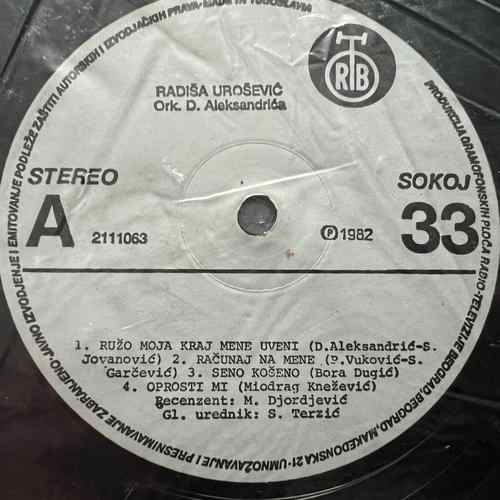 PRODUKCIJA GRAMOFONSKIH PLOČA RADIO-TELEVIZIJE BEOGRAD, BEOGRAD, MAKEDONSKA 21 · UMNOŽAVANJE I PRESNIMAVANJE ZABRANJENO · JAVNO IZVODJENJE I EMITOVANJE PODLEŽE ZAŠTITI AUTORSKIH I IZVODJAČKIH PRAVA · MADE IN YUGOSLAVIA
RTB
RADIŠA UROŠEVIĆ
Ork. D. Aleksandrića
STEREO
SOKOJ
A
2111063
℗ 1982
33
1. RUŽO MOJA KRAJ MENE UVENI (D.Aleksandrić-S.
Jovanović) 2. RAČUNAJ NA MENE (P.Vuković-S.
Garčević) 3. SENO KOŠENO (Bora Dugić)
4. OPROSTI MI (Miodrag Knežević)
Recenzent: M. Djordjević
Gl. urednik: S. Terzić